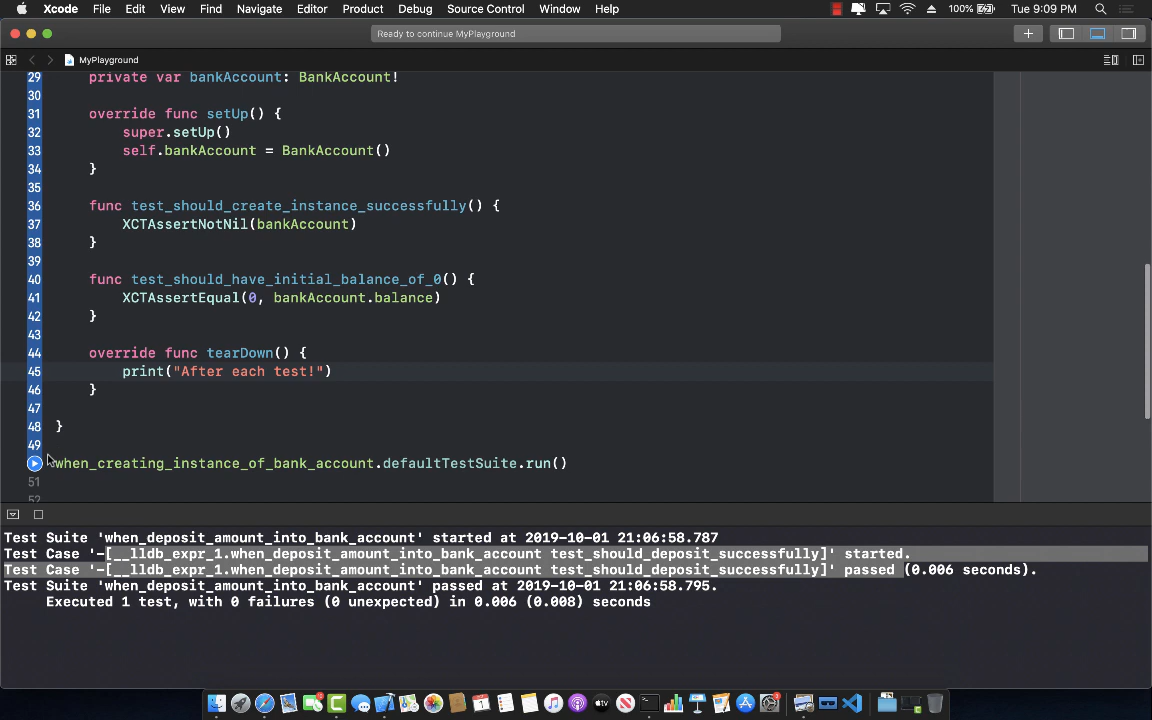 Xcode File Edit View Find Navigate Editor Product Debug Source Control Window Help 100% Tue 9:09 PM
Ready to continue MyPlayground
MyPlayground
29 private var bankAccount: BankAccount!
30
31 override func setUp() {
32 super.setUp()
33 self.bankAccount = BankAccount()
34 }
35
36 func test_should_create_instance_successfully() {
37 XCTAssertNotNil(bankAccount)
38 }
39
40 func test_should_have_initial_balance_of_0() {
41 XCTAssertEqual(0, bankAccount.balance)
42 }
43
44 override func tearDown() {
45 print("After each test!")
46 }
47
48 }
49
when_creating_instance_of_bank_account.defaultTestSuite.run()
51
52
Test Suite 'when_deposit_amount_into_bank_account' started at 2019-10-01 21:06:58.787
Test Case '-[__lldb_expr_1.when_deposit_amount_into_bank_account test_should_deposit_successfully]' started.
Test Case '-[__lldb_expr_1.when_deposit_amount_into_bank_account test_should_deposit_successfully]' passed (0.006 seconds).
Test Suite 'when_deposit_amount_into_bank_account' passed at 2019-10-01 21:06:58.795.
Executed 1 test, with 0 failures (0 unexpected) in 0.006 (0.008) seconds